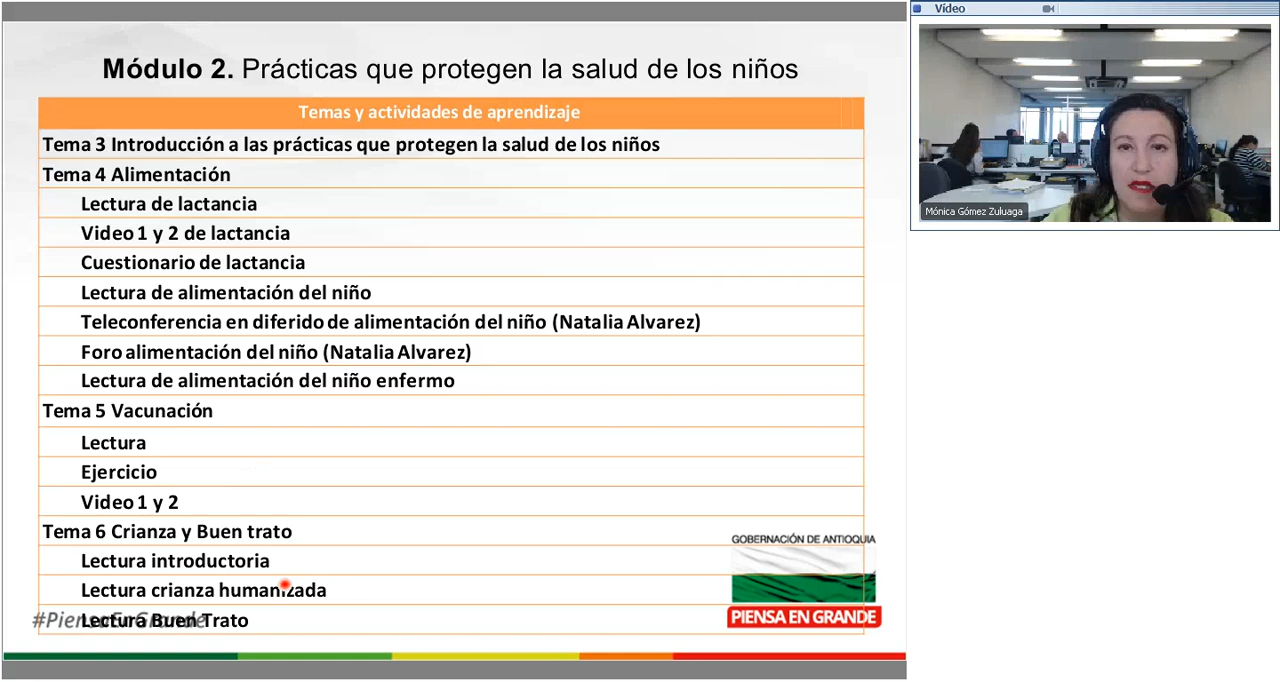 Vídeo
Módulo 2. Prácticas que protegen la salud de los niños
Temas y actividades de aprendizaje
Tema 3 Introducción a las prácticas que protegen la salud de los niños
Tema 4 Alimentación
Lectura de lactancia
Video 1 y 2 de lactancia
Cuestionario de lactancia
Lectura de alimentación del niño
Teleconferencia en diferido de alimentación del niño (Natalia Alvarez)
Foro alimentación del niño (Natalia Alvarez)
Lectura de alimentación del niño enfermo
Tema 5 Vacunación
Lectura
Ejercicio
Video 1 y 2
Tema 6 Crianza y Buen trato
Lectura introductoria
Lectura crianza humanizada
Lectura Buen Trato
#PiensaEnGrande
GOBERNACIÓN DE ANTIOQUIA
PIENSA EN GRANDE
Mónica Gómez Zuluaga